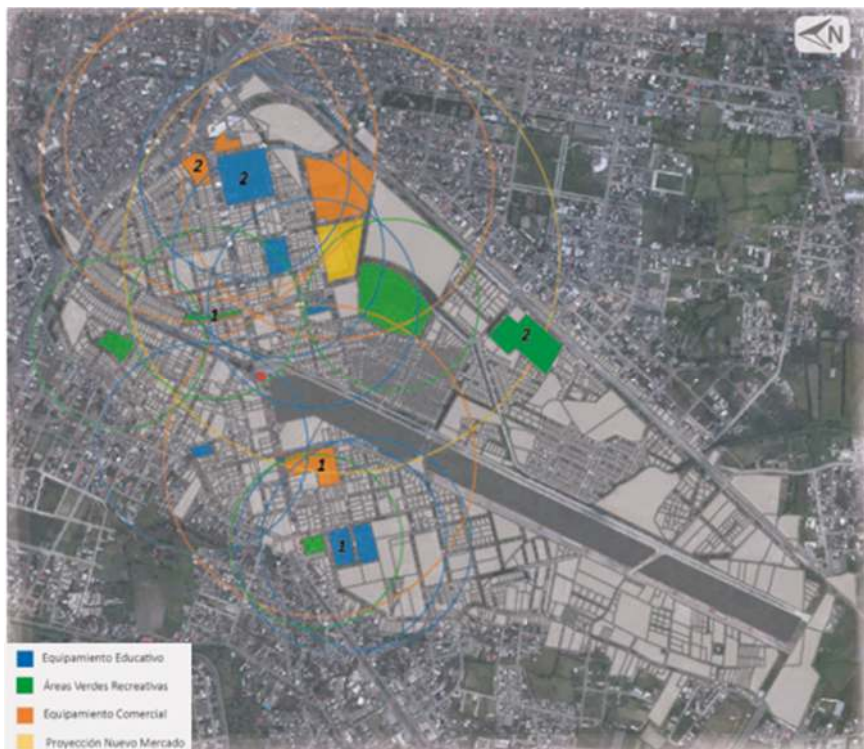 N
2
2
1
2
1
1
Equipamiento Educativo
Áreas Verdes Recreativas
Equipamiento Comercial
Proyección Nuevo Mercado